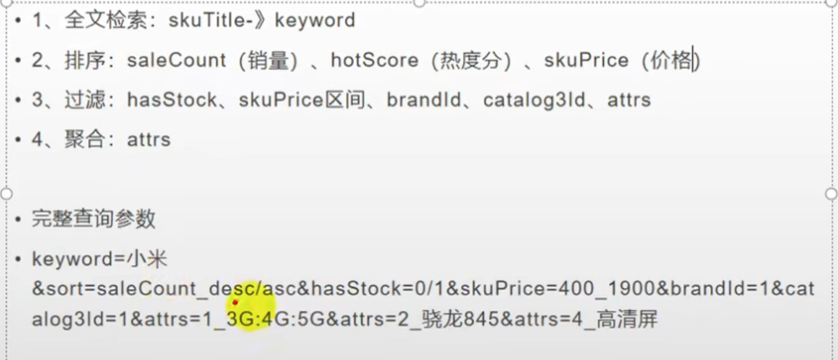 • 1、全文检索：skuTitle-》keyword
• 2、排序：saleCount（销量）、hotScore（热度分）、skuPrice（价格）
• 3、过滤：hasStock、skuPrice区间、brandId、catalog3Id、attrs
• 4、聚合：attrs
• 完整查询参数
• keyword=小米
&sort=saleCount_desc/asc&hasStock=0/1&skuPrice=400_1900&brandId=1&cat
alog3Id=1&attrs=1_3G:4G:5G&attrs=2_骁龙845&attrs=4_高清屏